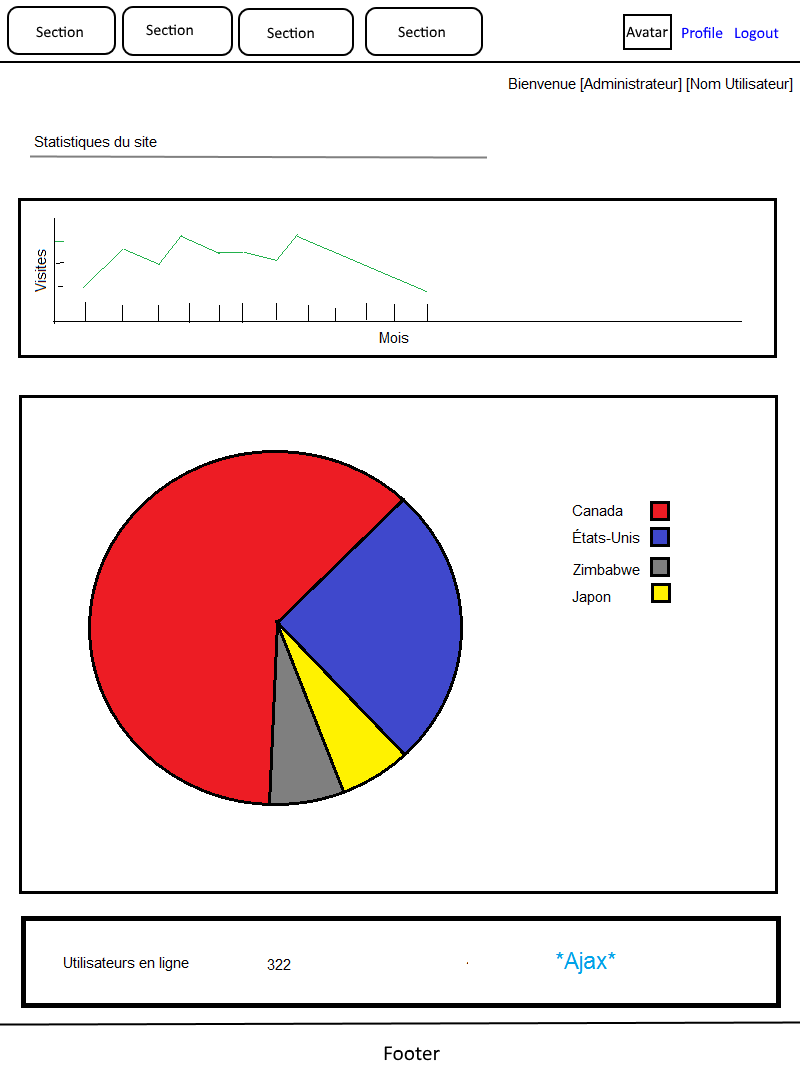 Section Section Section Section Avatar Profile Logout
Bienvenue [Administrateur] [Nom Utilisateur]
Statistiques du site
Visites
Mois
Canada
États-Unis
Zimbabwe
Japon
Utilisateurs en ligne 322 *Ajax*
Footer